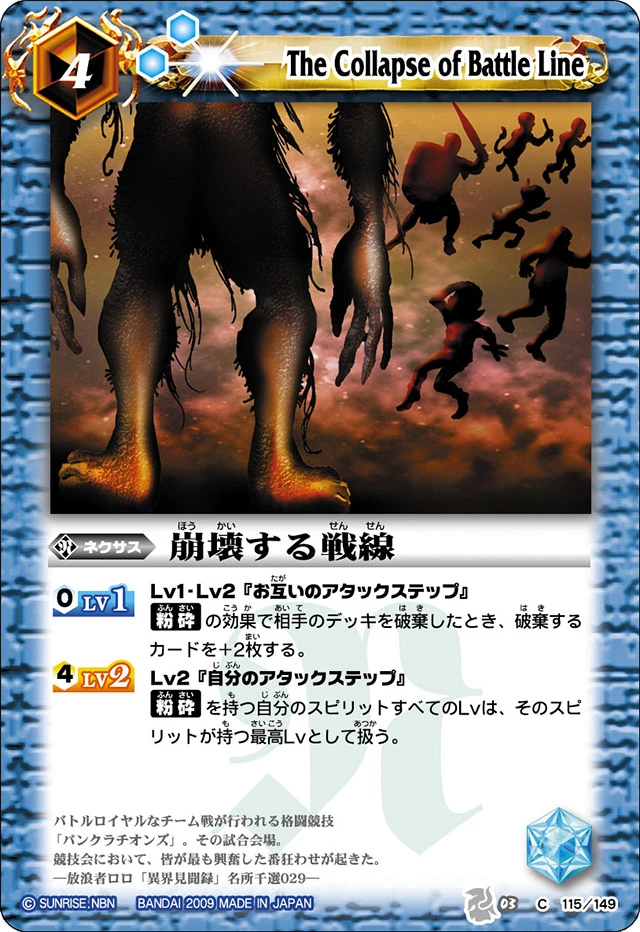 4
The Collapse of Battle Line
ネクサス 崩壊する戦線
ほう かい せん せん
0 LV1 Lv1・Lv2『お互いのアタックステップ』
粉砕の効果で相手のデッキを破棄したとき、破棄する
カードを+2枚する。
4 LV2 Lv2『自分のアタックステップ』
粉砕を持つ自分のスピリットすべてのLvは、そのスピ
リットが持つ最高Lvとして扱う。
バトルロイヤルなチーム戦が行われる格闘競技
「パンクラチオンズ」。その試合会場。
競技会において、皆が最も興奮した番狂わせが起きた。
—放浪者ロロ「異界見聞録」名所千選029—
© SUNRISE,NBN BANDAI 2009 MADE IN JAPAN 03 C 115/149